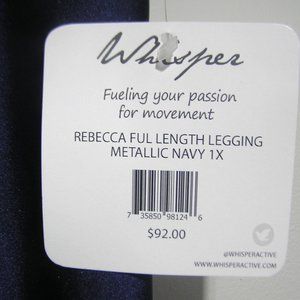 Whisper
Fueling your passion
for movement
REBECCA FUL LENGTH LEGGING
METALLIC NAVY 1X
7 35850 98124 6
$92.00
@WHISPERACTIVE
WWW.WHISPERACTIVE.COM